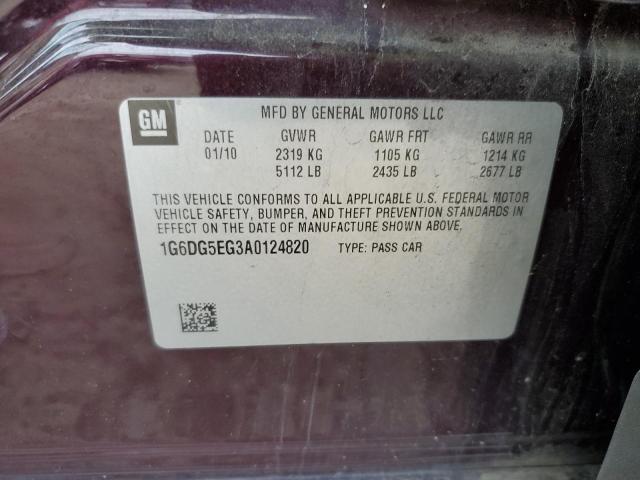 GM
MFD BY GENERAL MOTORS LLC
DATE GVWR GAWR FRT GAWR RR
01/10 2319 KG 1105 KG 1214 KG
5112 LB 2435 LB 2677 LB
THIS VEHICLE CONFORMS TO ALL APPLICABLE U.S. FEDERAL MOTOR
VEHICLE SAFETY, BUMPER, AND THEFT PREVENTION STANDARDS IN
EFFECT ON THE DATE OF MANUFACTURE SHOWN ABOVE.
1G6DG5EG3A0124820 TYPE: PASS CAR